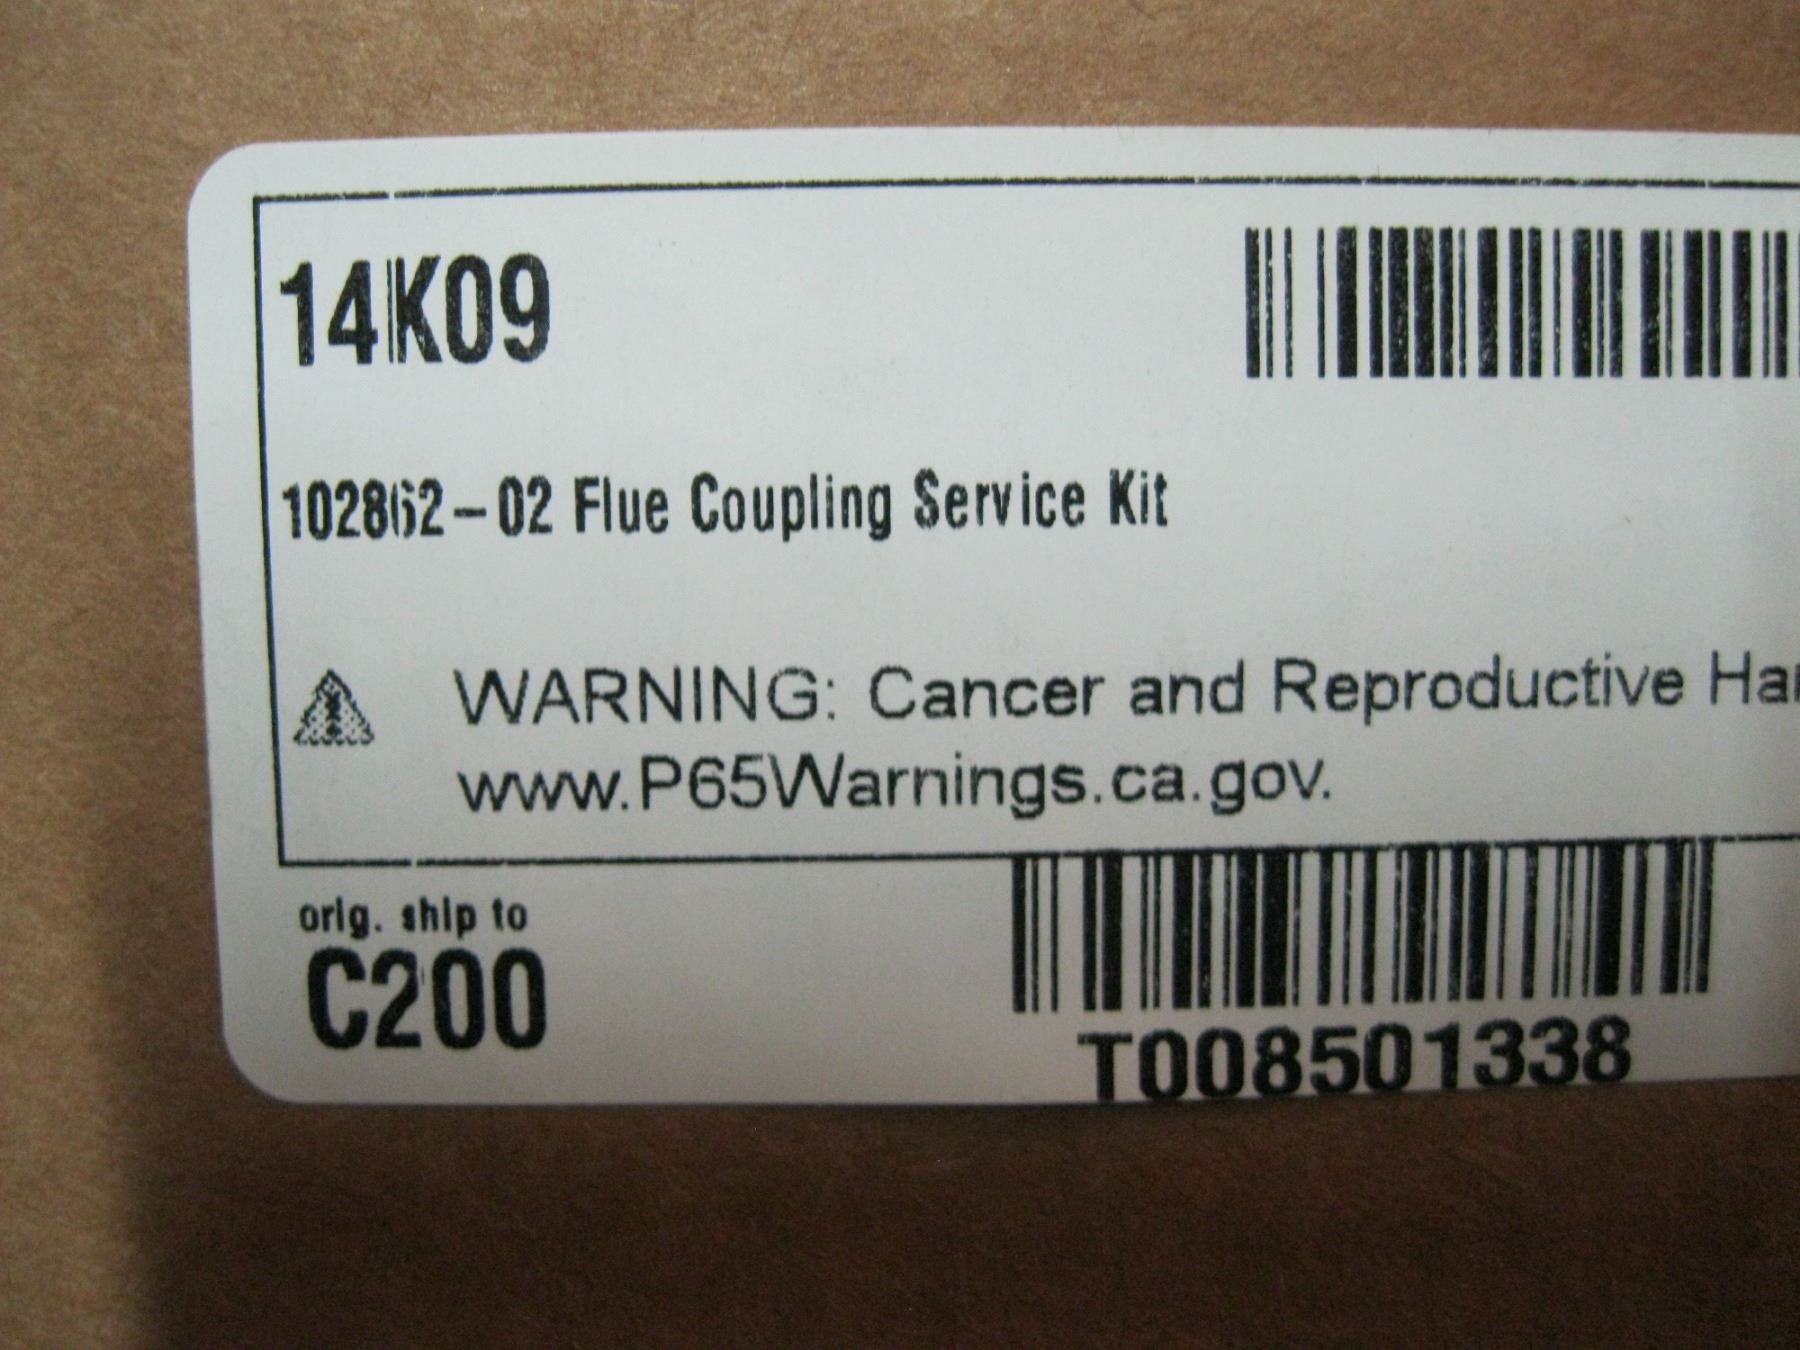 14K09
102862-02 Flue Coupling Service Kit
WARNING: Cancer and Reproductive
www.P65Warnings.ca.gov.
orig. ship to
C200
T008501338